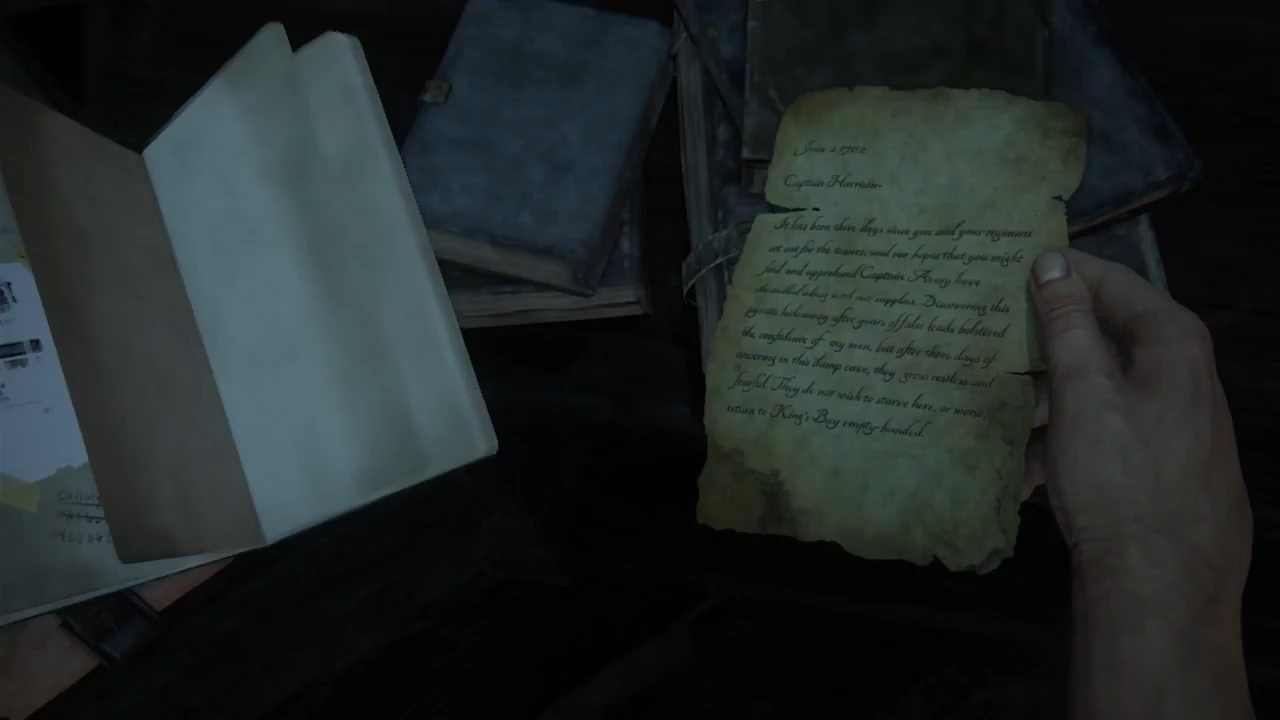 1702
Captain Harrison-
It has been three days since you and your regiment
set out for the towers, and our hopes that you might
find and apprehend Captain Avery have
dwindled along with our supplies. Discovering this
pyrate hideaway after years of false leads bolstered
the confidence of my men, but after three days of
cowering in this damp cave, they grow restless and
fearful. They do not wish to starve here, or worse,
return to King's Bay empty-handed.